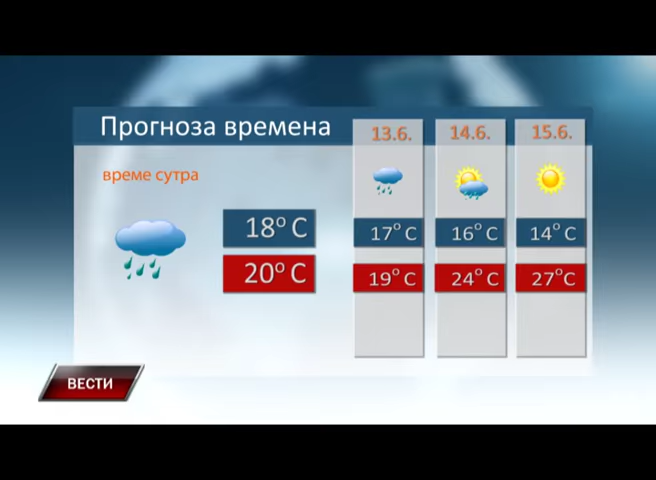 Прогноза времена
време сутра
18° C
20° C
13.6. 14.6. 15.6.
17° C 16° C 14° C
19° C 24° C 27°C
ВЕСТИ